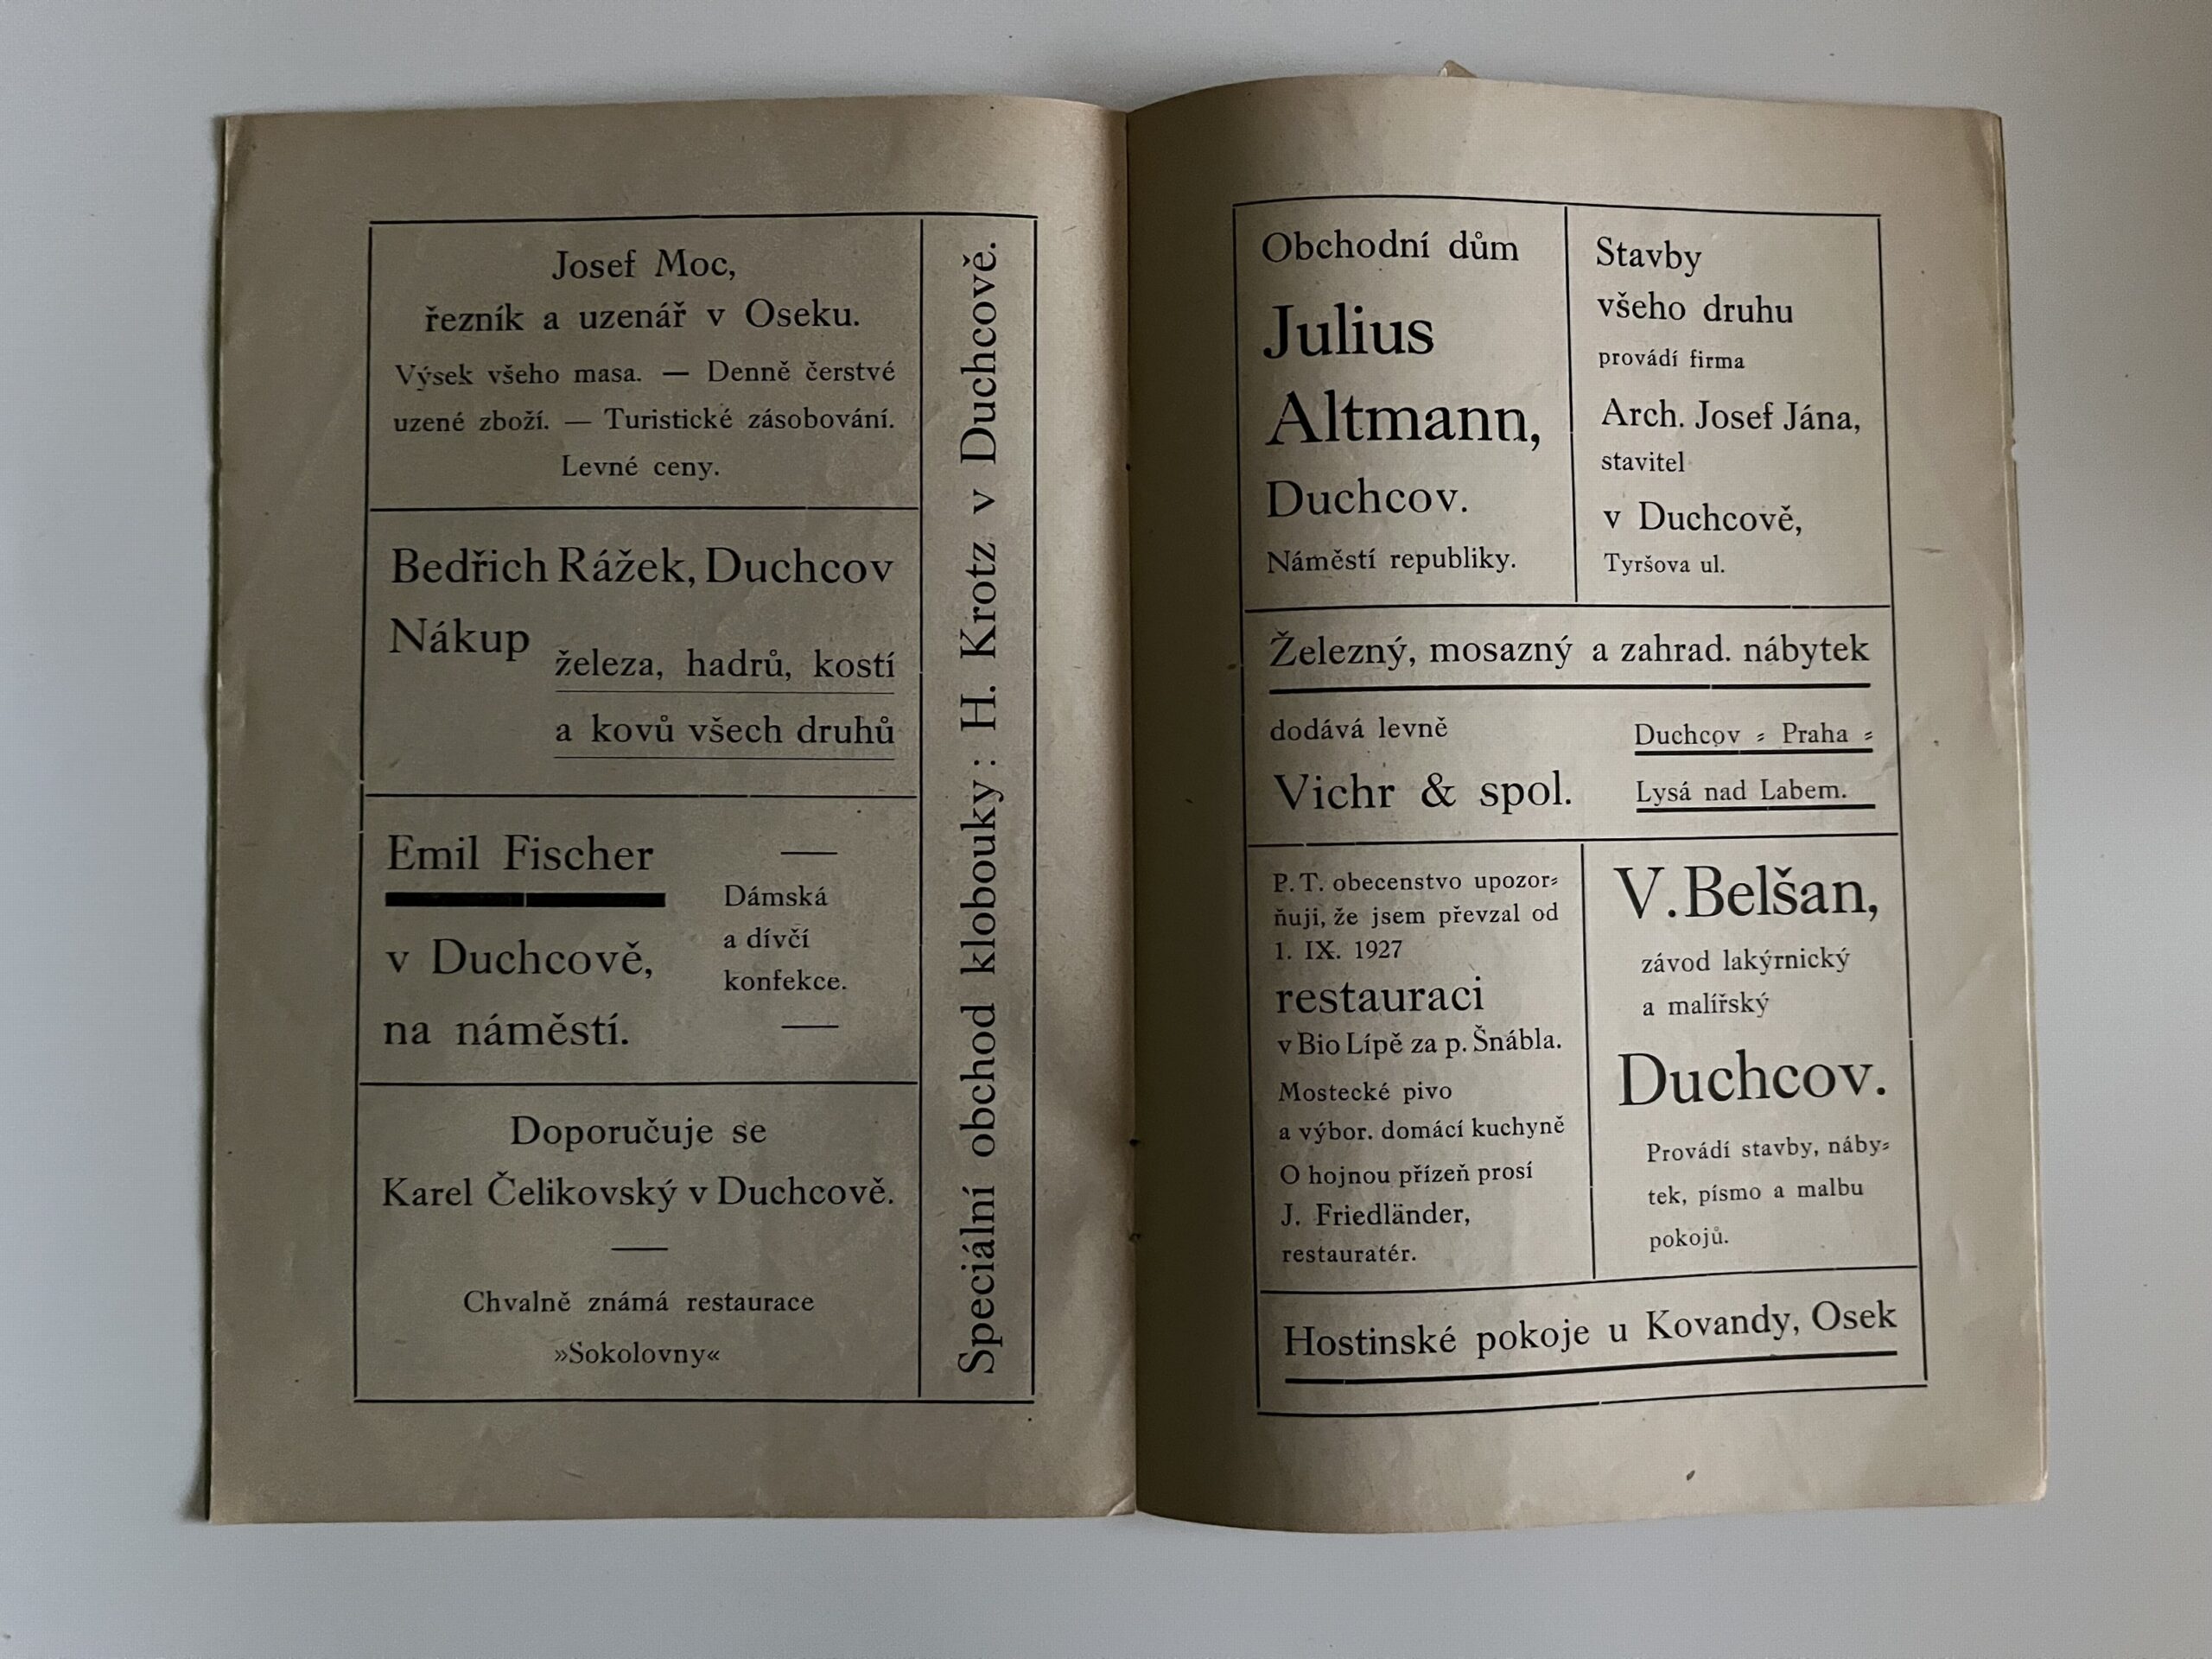 Josef Moc,
řezník a uzenář v Oseku.
Výsek všeho masa. — Denně čerstvé
uzené zboží. — Turistické zásobování.
Levné ceny.
Bedřich Rážek, Duchcov
Nákup
železa, hadrů, kostí
a kovů všech druhů
Emil Fischer
v Duchcově,
na náměstí.
Dámská
a dívčí
konfekce.
Doporučuje se
Karel Čelikovský v Duchcově.
Chvalně známá restaurace
»Sokolovny«
Speciální obchod klobouky: H. Krotz v Duchcově.
Obchodní dům
Julius
Altmann,
Duchcov.
Náměstí republiky.
Stavby
všeho druhu
provádí firma
Arch. Josef Jána,
stavitel
v Duchcově,
Tyršova ul.
Železný, mosazný a zahrad. nábytek
dodává levně
Vichr & spol.
Duchcov - Praha -
Lysá nad Labem.
P. T. obecenstvo upozor-
ňuji, že jsem převzal od
1. IX. 1927
restauraci
v Bio Lípě za p. Šnábla.
Mostecké pivo
a výbor. domácí kuchyně
O hojnou přízeň prosí
J. Friedländer,
restauratér.
V. Belšan,
závod lakýrnický
a malířský
Duchcov.
Provádí stavby, náby-
tek, písmo a malbu
pokojů.
Hostinské pokoje u Kovandy, Osek